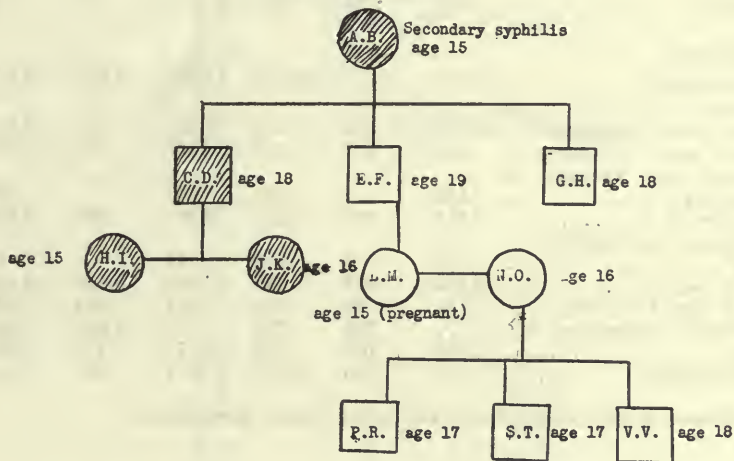 A.B. Secondary syphilis
age 15
C.D. age 18
E.F. age 19
G.H. age 18
age 15 H.I.
J.K. age 16
L.M.
N.O. age 16
age 15 (pregnant)
P.R. age 17
S.T. age 17
V.V. age 18